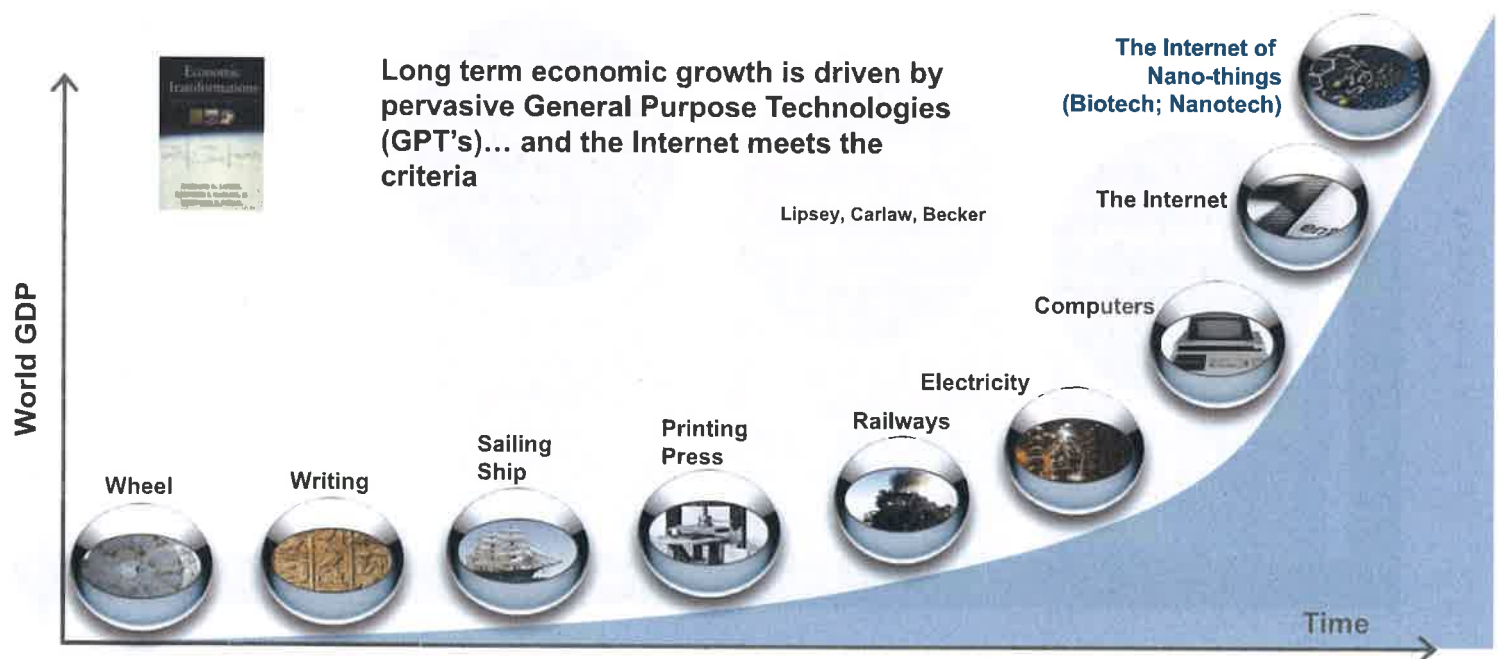 Economic
Transformations
Long term economic growth is driven by
pervasive General Purpose Technologies
(GPT's)... and the Internet meets the
criteria
Lipsey, Carlaw, Becker
The Internet of
Nano-things
(Biotech; Nanotech)
The Internet
Computers
Electricity
Railways
Printing
Press
Sailing
Ship
Writing
Wheel
World GDP
Time